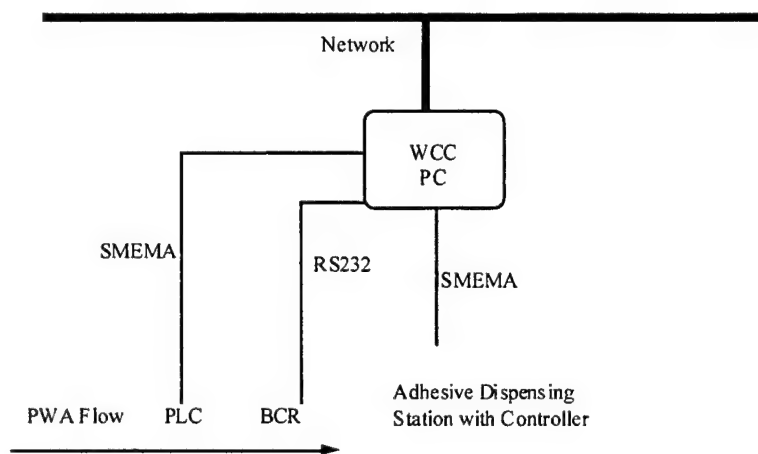 Network
WCC
PC
SMEMA
RS232
SMEMA
Adhesive Dispensing
Station with Controller
PWA Flow
PLC
BCR